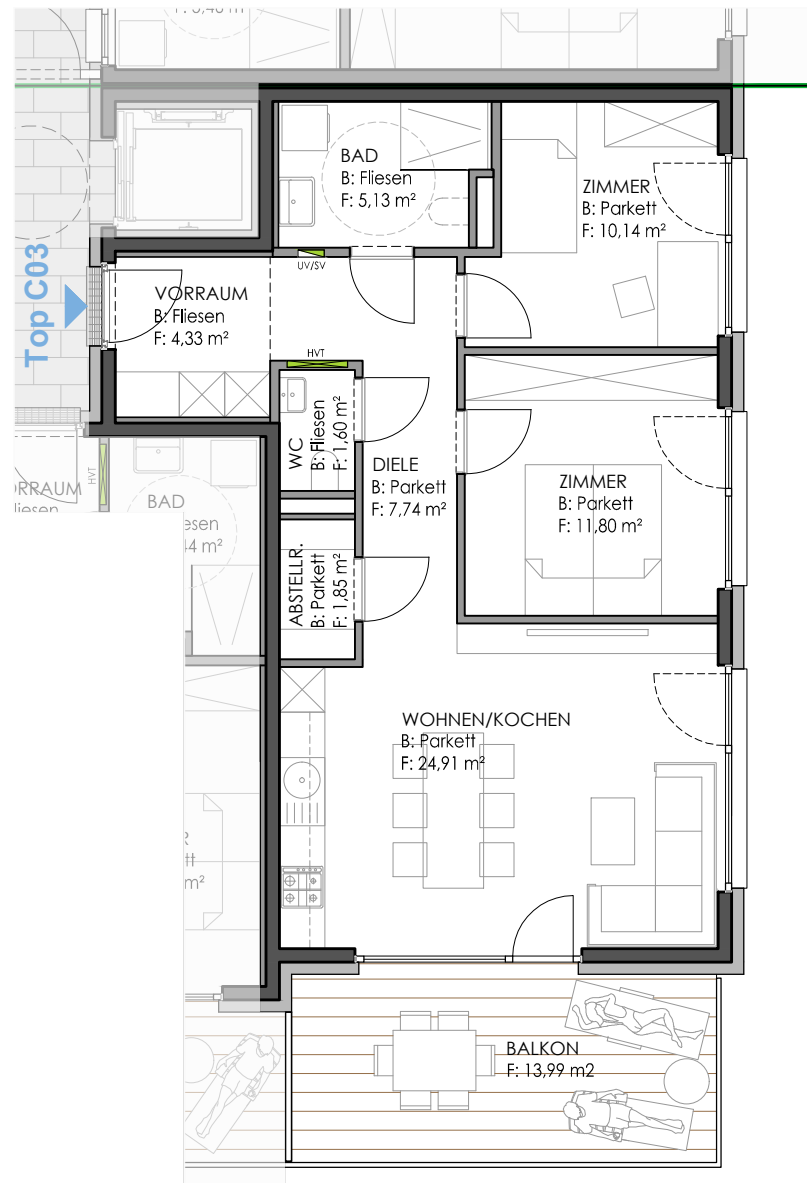 BAD
B: Fliesen
F: 5,13 m²
ZIMMER
B: Parkett
F: 10,14 m²
Top C03
UV/SV
VORRAUM
B: Fliesen
F: 4,33 m²
HVT
WC
B: Fliesen
F: 1,60 m²
DIELE
B: Parkett
F: 7,74 m²
ZIMMER
B: Parkett
F: 11,80 m²
HVT
BAD
ABSTELLR.
B: Parkett
F: 1,85 m²
WOHNEN/KOCHEN
B: Parkett
F: 24,91 m²
BALKON
F: 13,99 m2